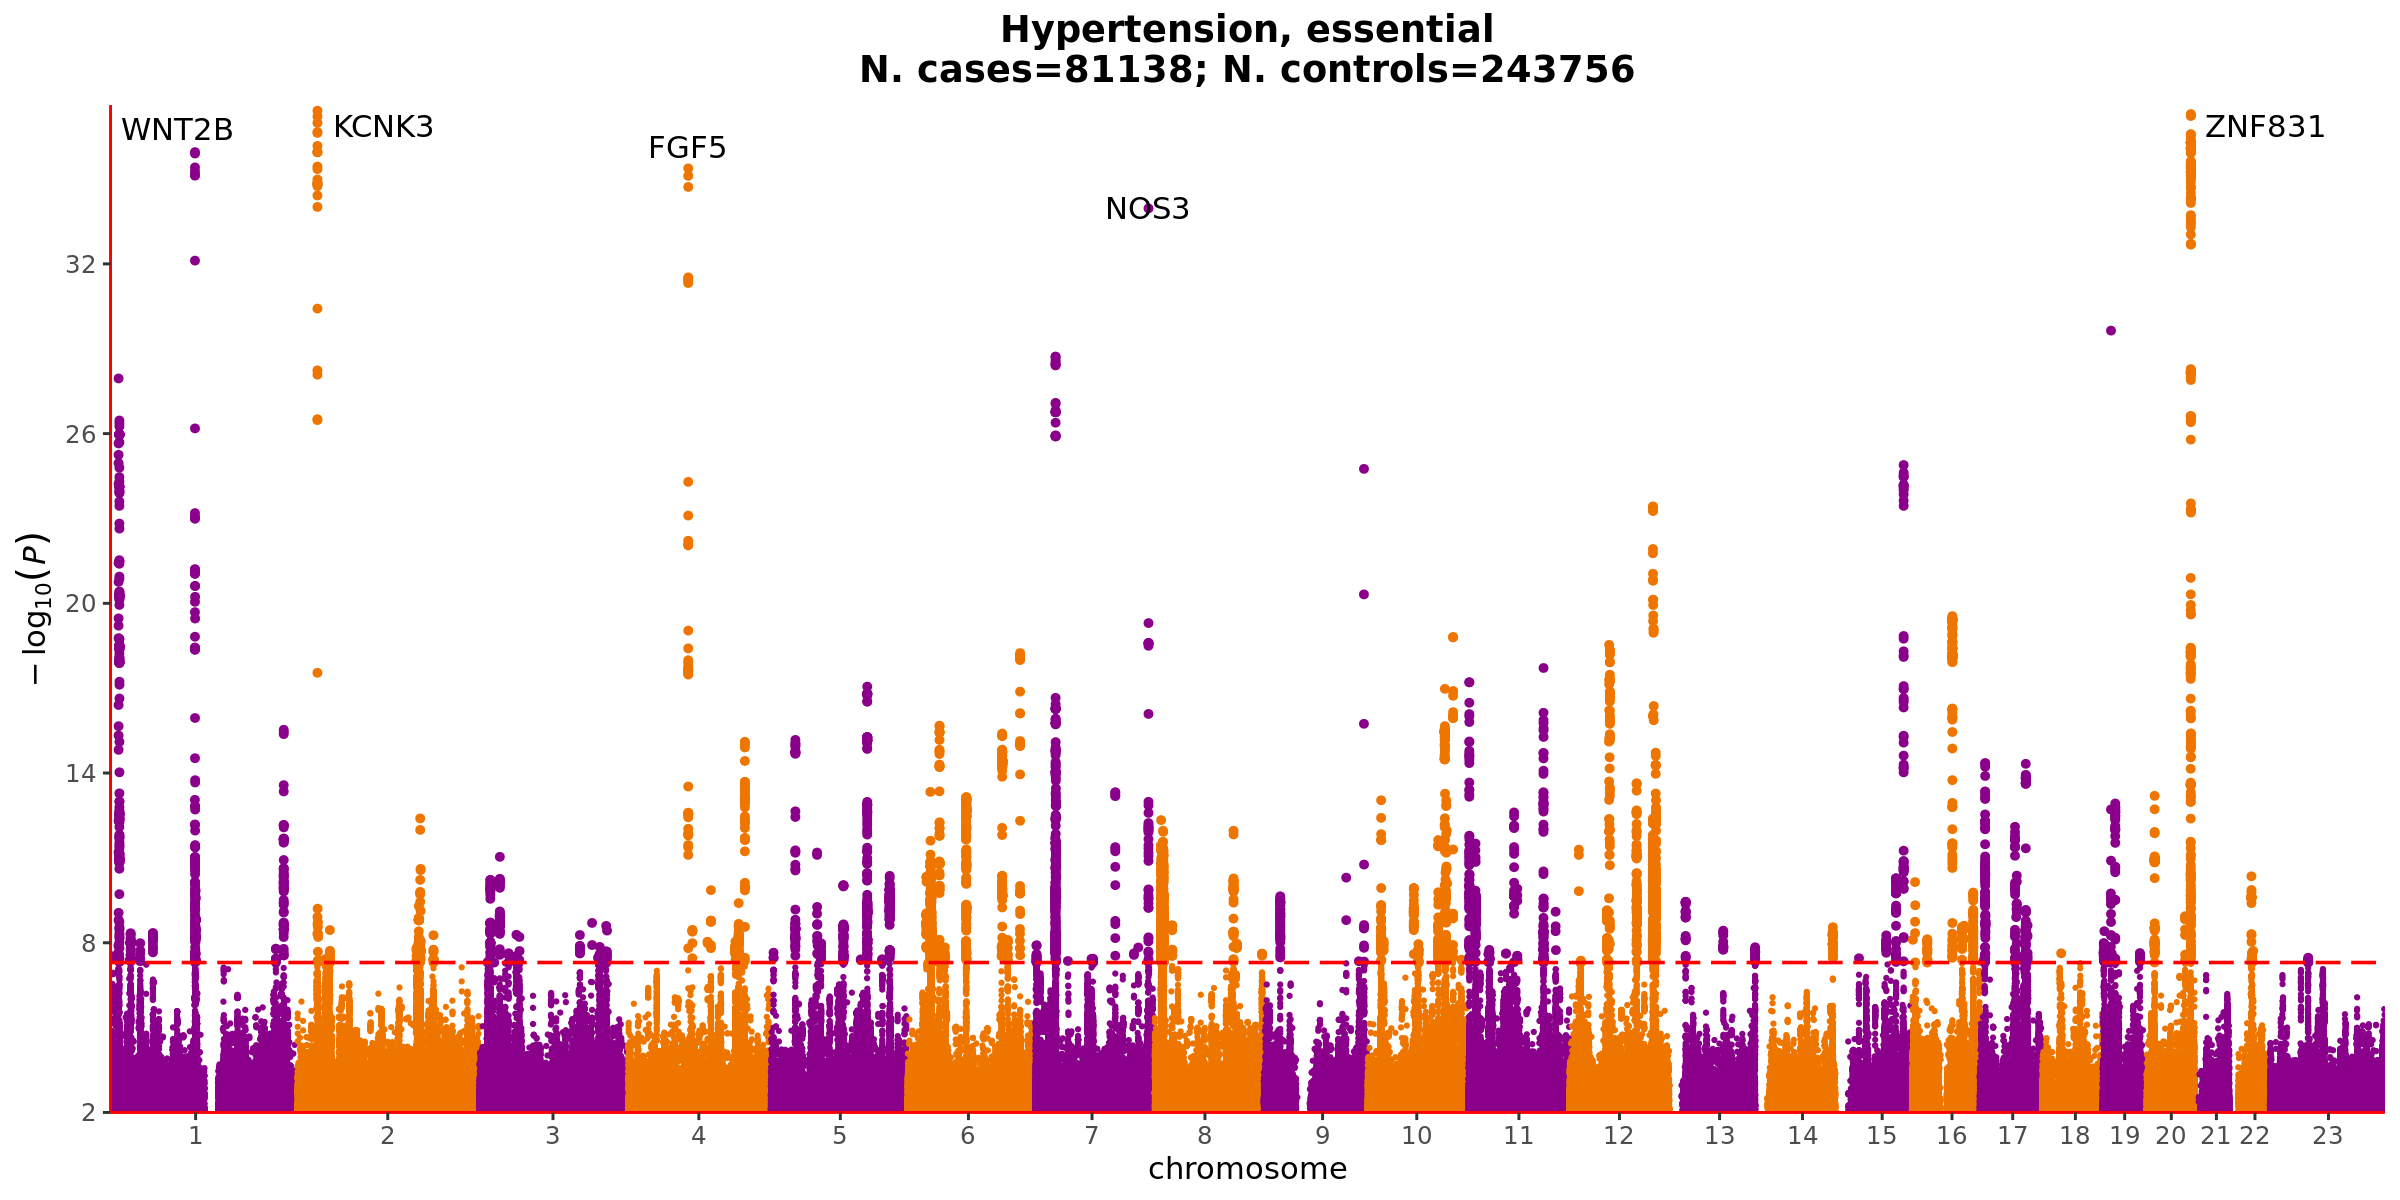 Hypertension, essential
N. cases=81138; N. controls=243756
WNT2B
KCNK3
FGF5
NOS3
ZNF831
32
26
20
14
8
2
−log10(P)
1 2 3 4 5 6 7 8 9 10 11 12 13 14 15 16 17 18 19 20 21 22 23
chromosome